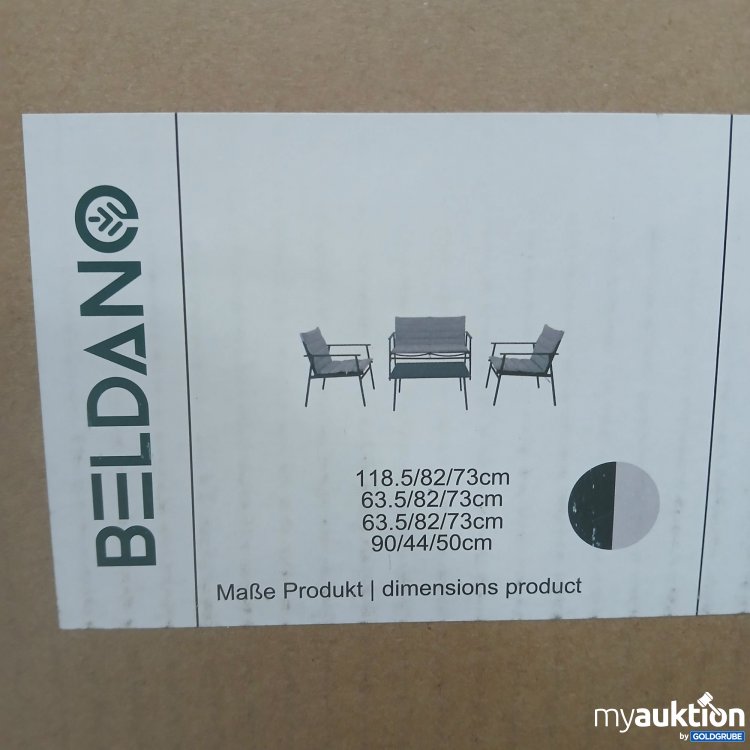 BELDANO
118.5/82/73cm
63.5/82/73cm
63.5/82/73cm
90/44/50cm
Maße Produkt | dimensions product
myauktion
by GOLDGRUBE